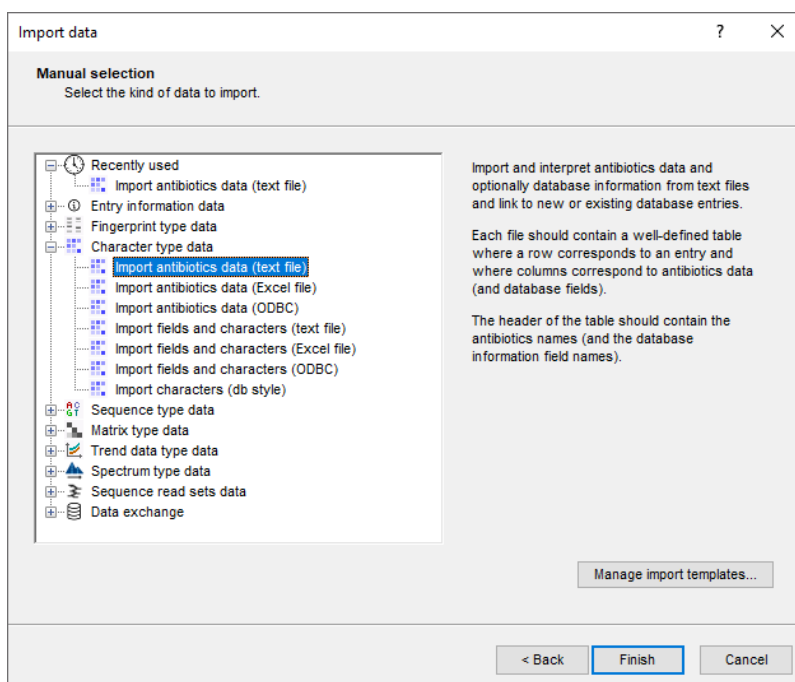 Import data
?
Manual selection
Select the kind of data to import.
Recently used
Import antibiotics data (text file)
Entry information data
Fingerprint type data
Character type data
Import antibiotics data (text file)
Import antibiotics data (Excel file)
Import antibiotics data (ODBC)
Import fields and characters (text file)
Import fields and characters (Excel file)
Import fields and characters (ODBC)
Import characters (db style)
Sequence type data
Matrix type data
Trend data type data
Spectrum type data
Sequence read sets data
Data exchange
Import and interpret antibiotics data and
optionally database information from text files
and link to new or existing database entries.
Each file should contain a well-defined table
where a row corresponds to an entry and
where columns correspond to antibiotics data
(and database fields).
The header of the table should contain the
antibiotics names (and the database
information field names).
Manage import templates...
< Back
Finish
Cancel